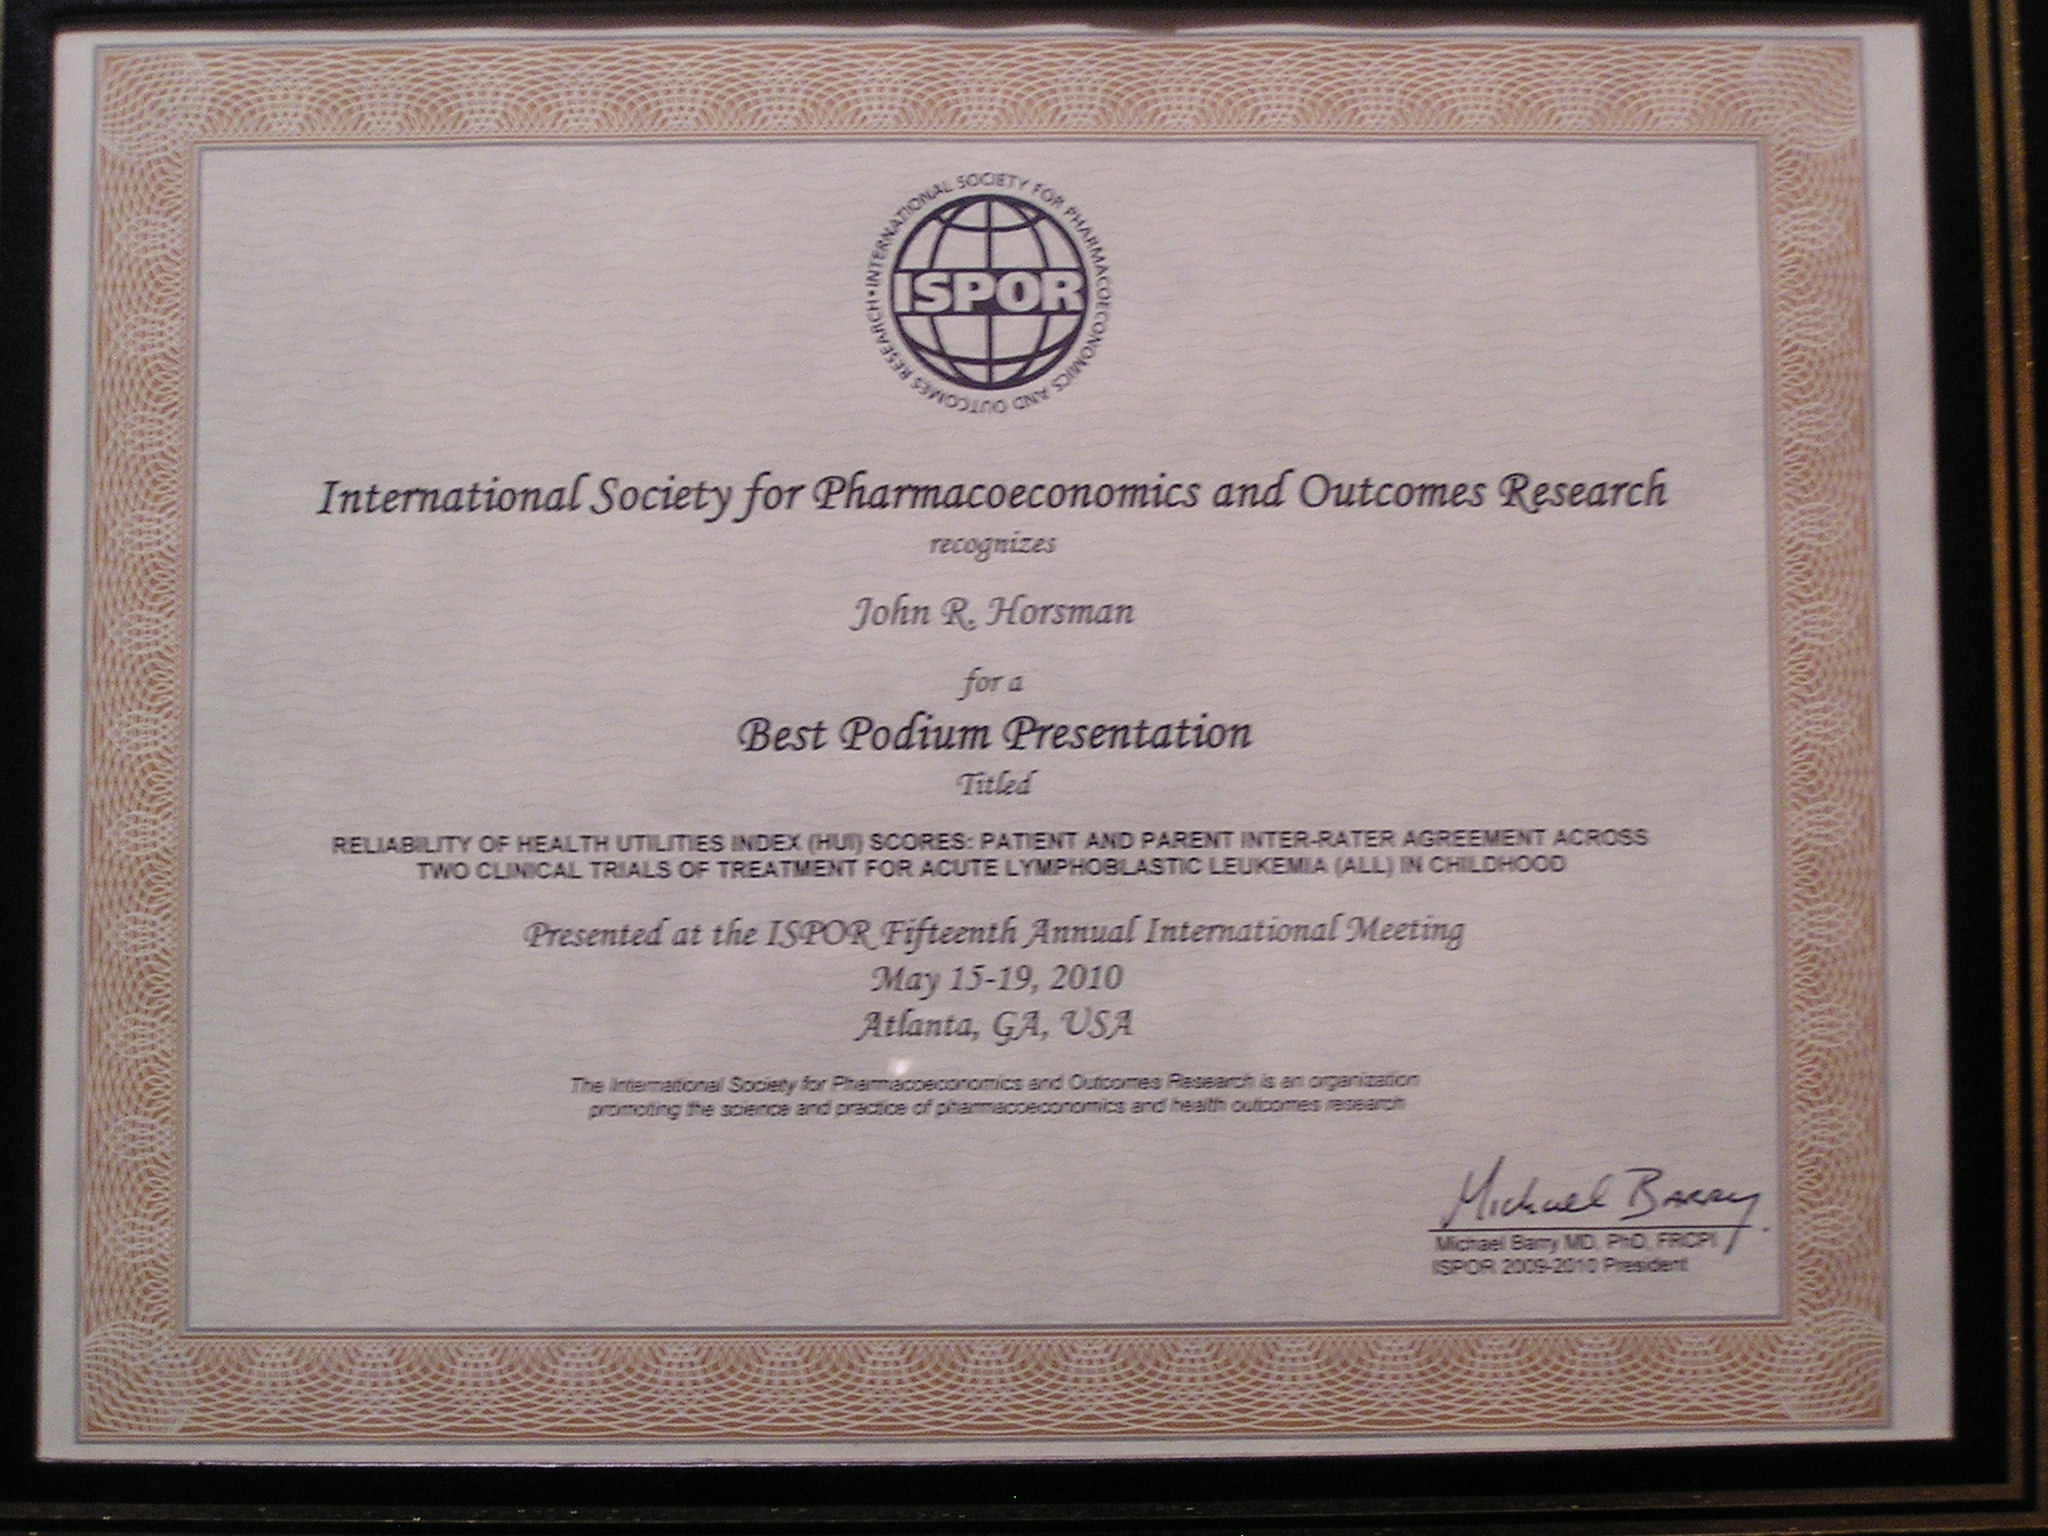 INTERNATIONAL SOCIETY FOR PHARMACOECONOMICS AND OUTCOMES RESEARCH •
ISPOR
International Society for Pharmacoeconomics and Outcomes Research
recognizes
John R. Horsman
for a
Best Podium Presentation
Titled
RELIABILITY OF HEALTH UTILITIES INDEX (HUI) SCORES: PATIENT AND PARENT INTER-RATER AGREEMENT ACROSS
TWO CLINICAL TRIALS OF TREATMENT FOR ACUTE LYMPHOBLASTIC LEUKEMIA (ALL) IN CHILDHOOD
Presented at the ISPOR Fifteenth Annual International Meeting
May 15-19, 2010
Atlanta, GA, USA
The International Society for Pharmacoeconomics and Outcomes Research is an organization
promoting the science and practice of pharmacoeconomics and health outcomes research
Michael Barry
Michael Barry MD, PhD, FRCPI
ISPOR 2009-2010 President